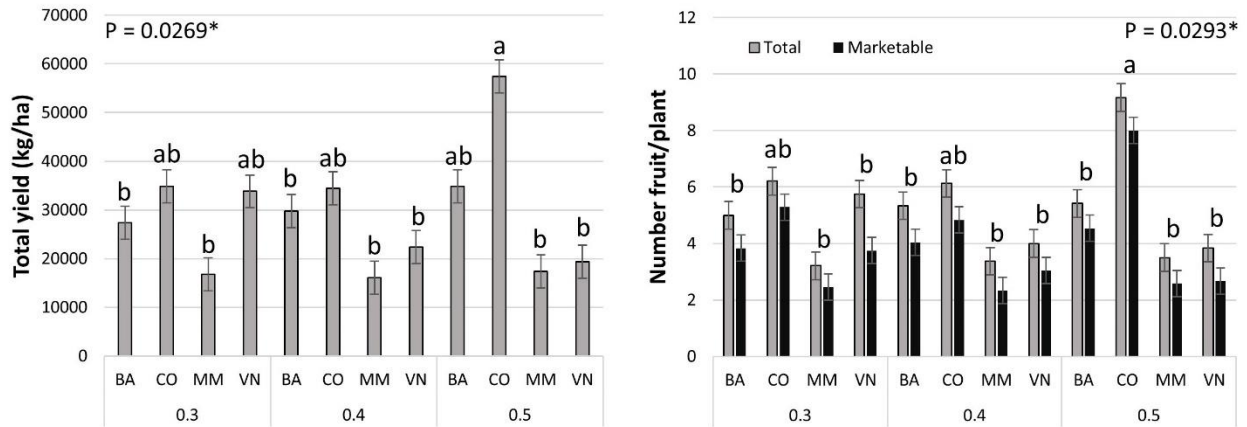 P = 0.0269*
Total yield (kg/ha)
70000
60000
50000
40000
30000
20000
10000
0
b ab b ab b ab b b ab a b b
BA CO MM VN BA CO MM VN BA CO MM VN
0.3 0.4 0.5
P = 0.0293*
Total Marketable
Number fruit/plant
12
10
8
6
4
2
0
b ab b b b ab b b b a b b
BA CO MM VN BA CO MM VN BA CO MM VN
0.3 0.4 0.5